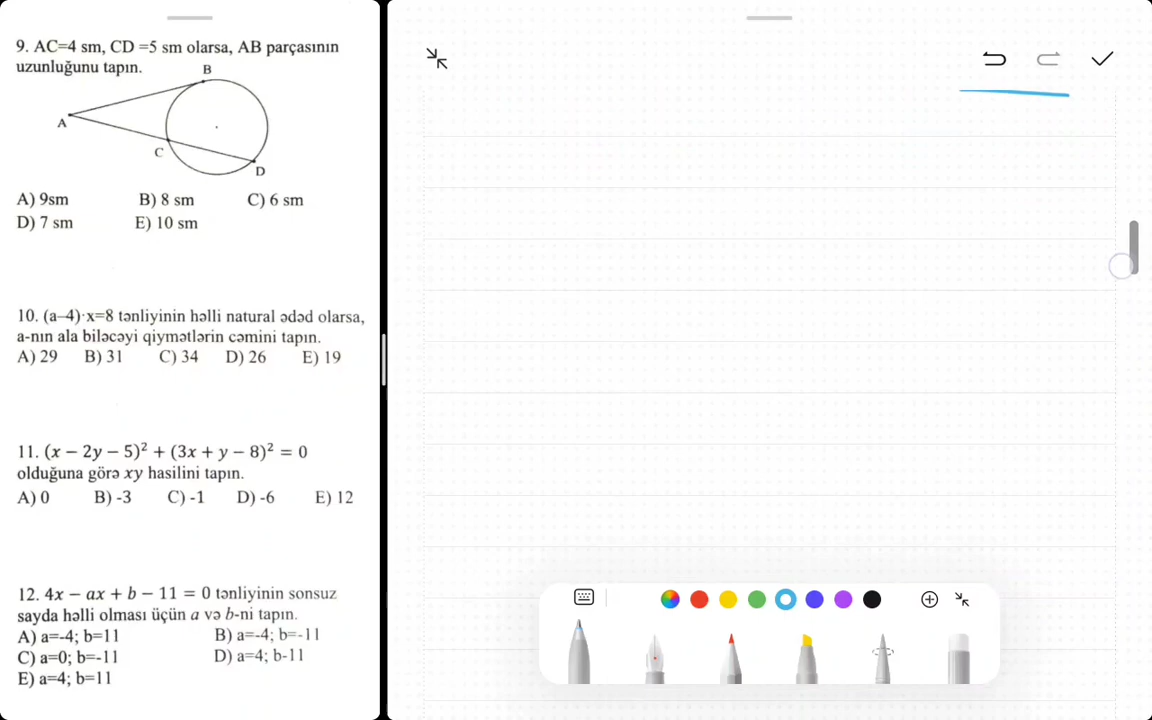 9. AC=4 sm, CD =5 sm olarsa, AB parçasının
uzunluğunu tapın.
B
A
C
D
A) 9sm B) 8 sm C) 6 sm
D) 7 sm E) 10 sm
10. (a–4)·x=8 tənliyinin həlli natural ədəd olarsa,
a-nın ala biləcəyi qiymətlərin cəmini tapın.
A) 29 B) 31 C) 34 D) 26 E) 19
11. (x − 2y − 5)² + (3x + y − 8)² = 0
olduğuna görə xy hasilini tapın.
A) 0 B) -3 C) -1 D) -6 E) 12
12. 4x − ax + b − 11 = 0 tənliyinin sonsuz
sayda həlli olması üçün a və b-ni tapın.
A) a=-4; b=11 B) a=-4; b=-11
C) a=0; b=-11 D) a=4; b-11
E) a=4; b=11